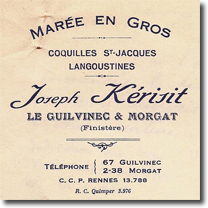 MARÉE EN GROS
COQUILLES ST-JACQUES
LANGOUSTINES
Joseph Kérisit
LE GUILVINEC & MORGAT
(Finistère)
TÉLÉPHONE { 67 GUILVINEC
2-38 MORGAT
C. C. P. RENNES 13.788
R. C. Quimper 3.976